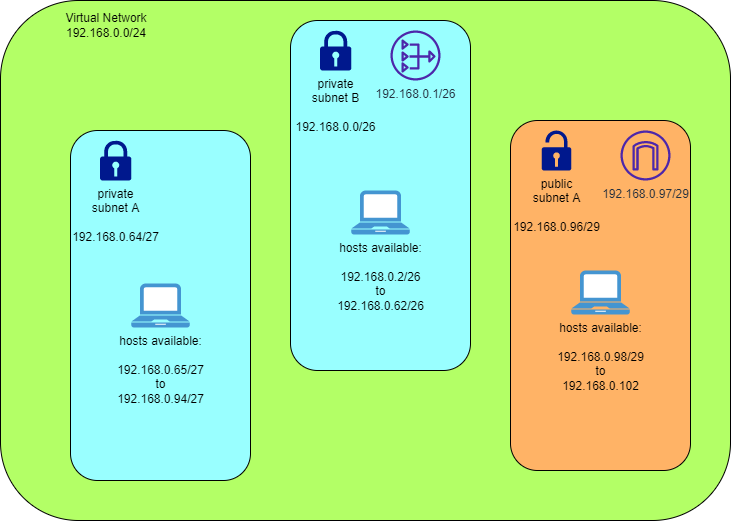 Virtual Network
192.168.0.0/24
private
subnet B
192.168.0.1/26
192.168.0.0/26
hosts available:
192.168.0.2/26
to
192.168.0.62/26
private
subnet A
192.168.0.64/27
hosts available:
192.168.0.65/27
to
192.168.0.94/27
public
subnet A
192.168.0.97/29
192.168.0.96/29
hosts available:
192.168.0.98/29
to
192.168.0.102